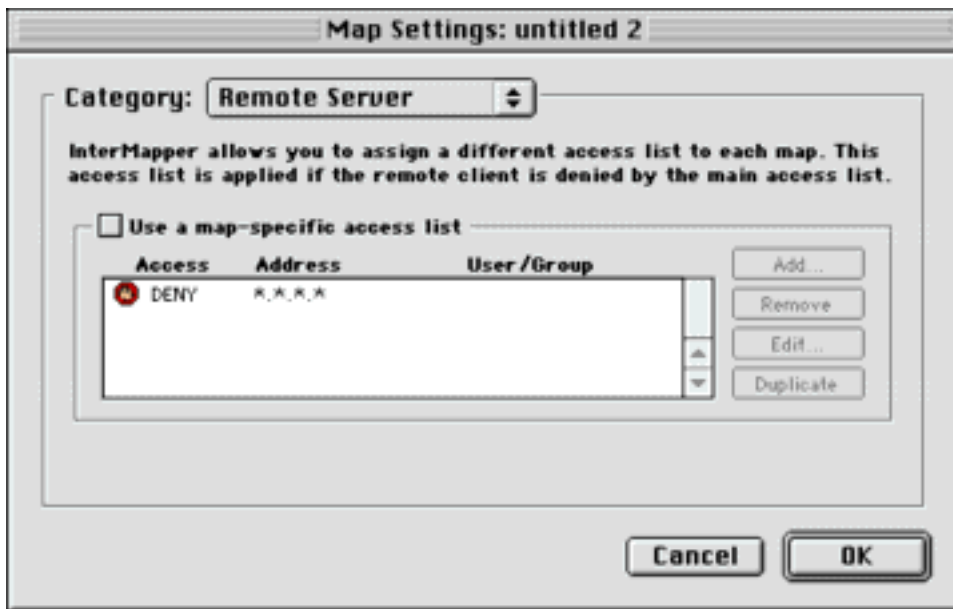 Map Settings: untitled 2
Category: Remote Server
InterMapper allows you to assign a different access list to each map. This
access list is applied if the remote client is denied by the main access list.
Use a map-specific access list
Access Address User/Group
DENY *.*.*.*
Add...
Remove
Edit...
Duplicate
Cancel OK